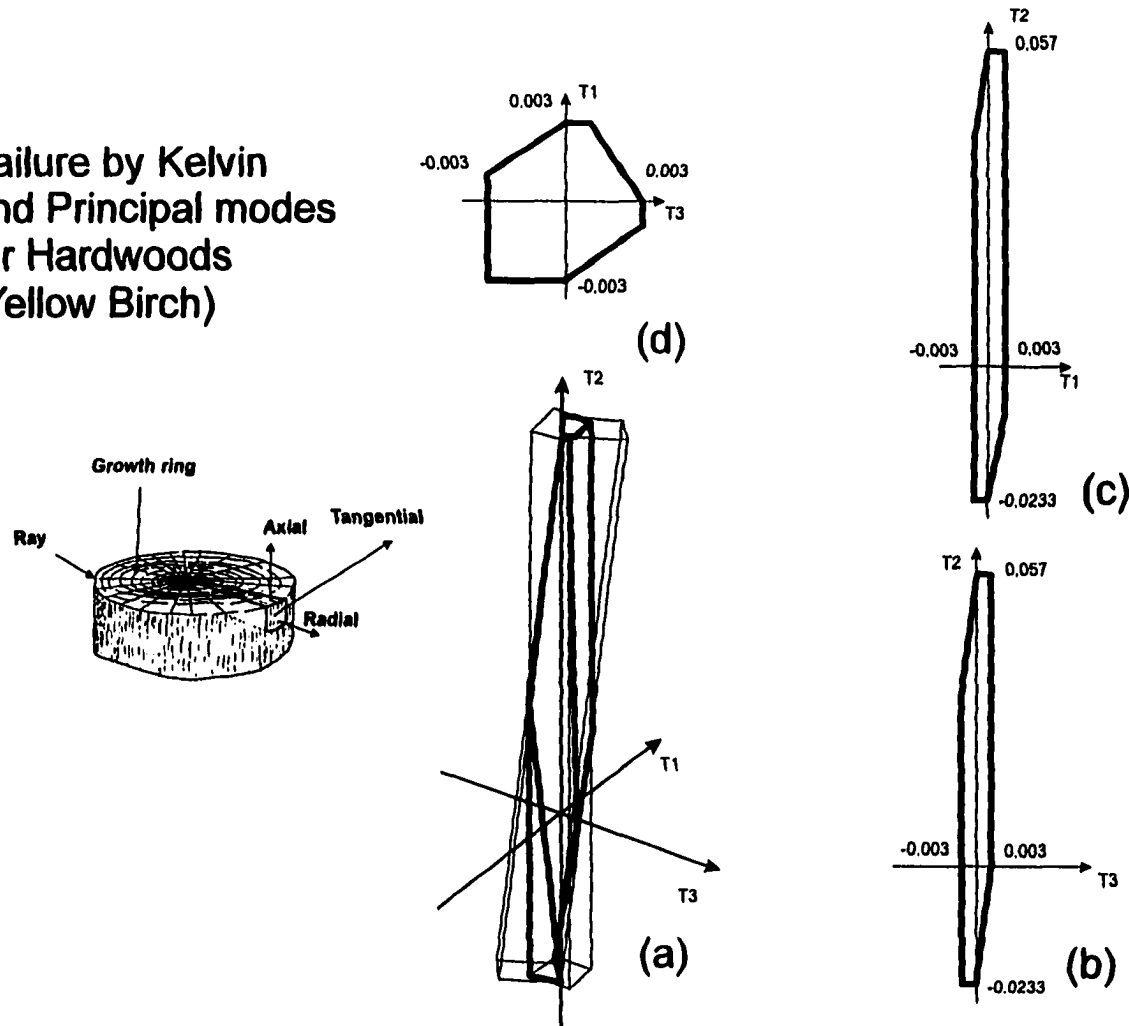 ailure by Kelvin
nd Principal modes
r Hardwoods
Yellow Birch)
0.003
T1
-0.003
0.003
T3
-0.003
(d)
T2
0.057
-0.003
0.003
T1
-0.0233
(c)
Growth ring
Ray
Axial
Tangential
Radial
T2
T1
T3
(a)
T2
0.057
-0.003
0.003
T3
-0.0233
(b)